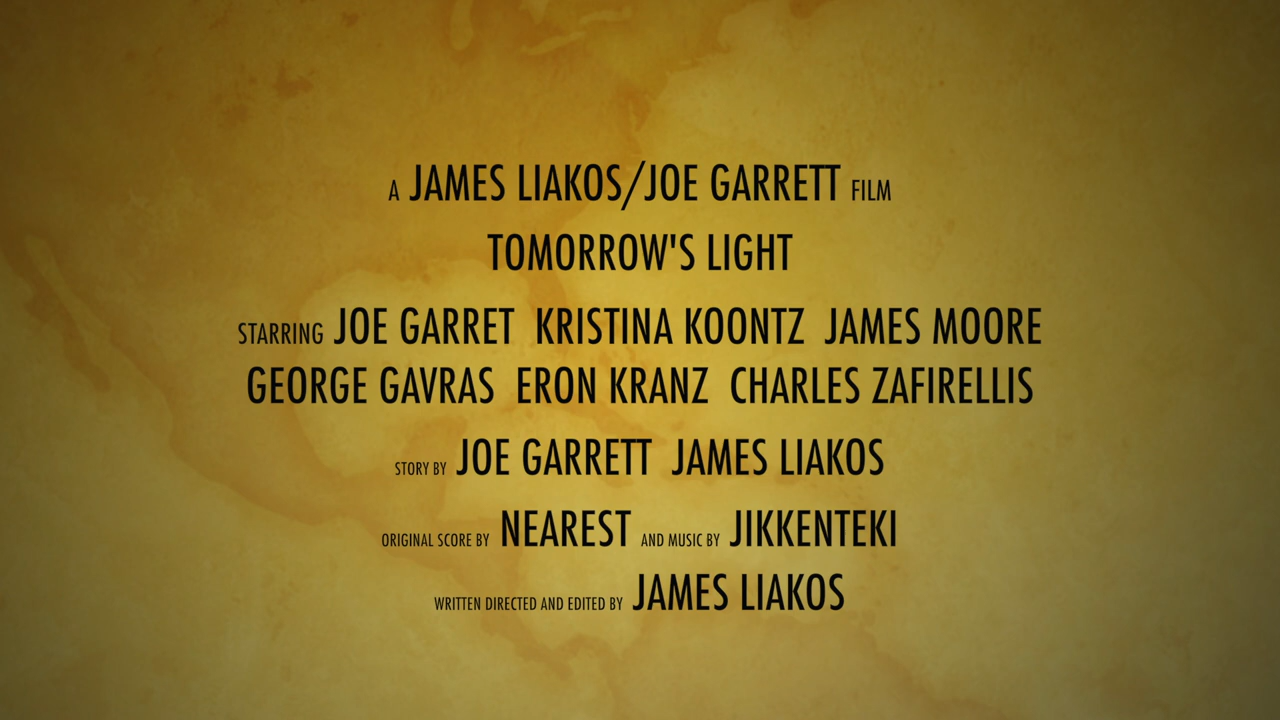 A JAMES LIAKOS/JOE GARRETT FILM
TOMORROW'S LIGHT
STARRING JOE GARRET KRISTINA KOONTZ JAMES MOORE
GEORGE GAVRAS ERON KRANZ CHARLES ZAFIRELLIS
STORY BY JOE GARRETT JAMES LIAKOS
ORIGINAL SCORE BY NEAREST AND MUSIC BY JIKKENTEKI
WRITTEN DIRECTED AND EDITED BY JAMES LIAKOS